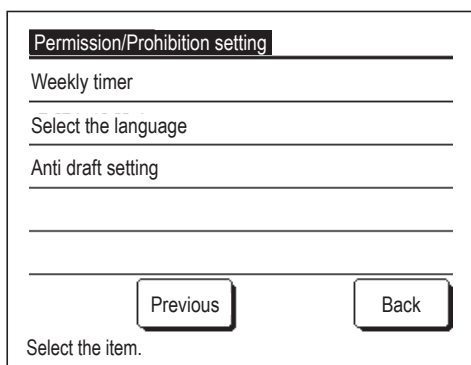 Permission/Prohibition setting
Weekly timer
Select the language
Anti draft setting
Previous
Back
Select the item.